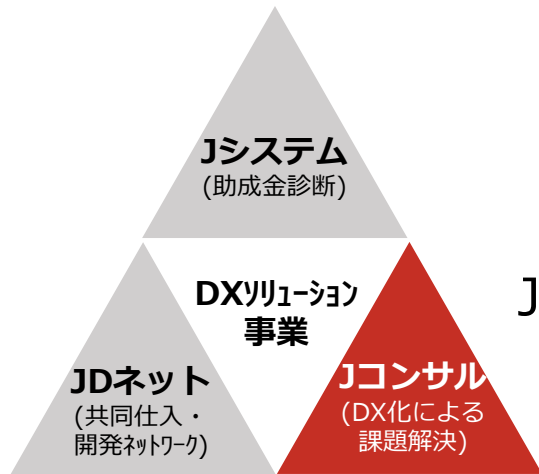 Jシステム
(助成金診断)
DXｿﾘｭｰｼｮﾝ
事業
J
JDネット
(共同仕入・
開発ﾈｯﾄﾜｰｸ)
Jコンサル
(DX化による
課題解決)